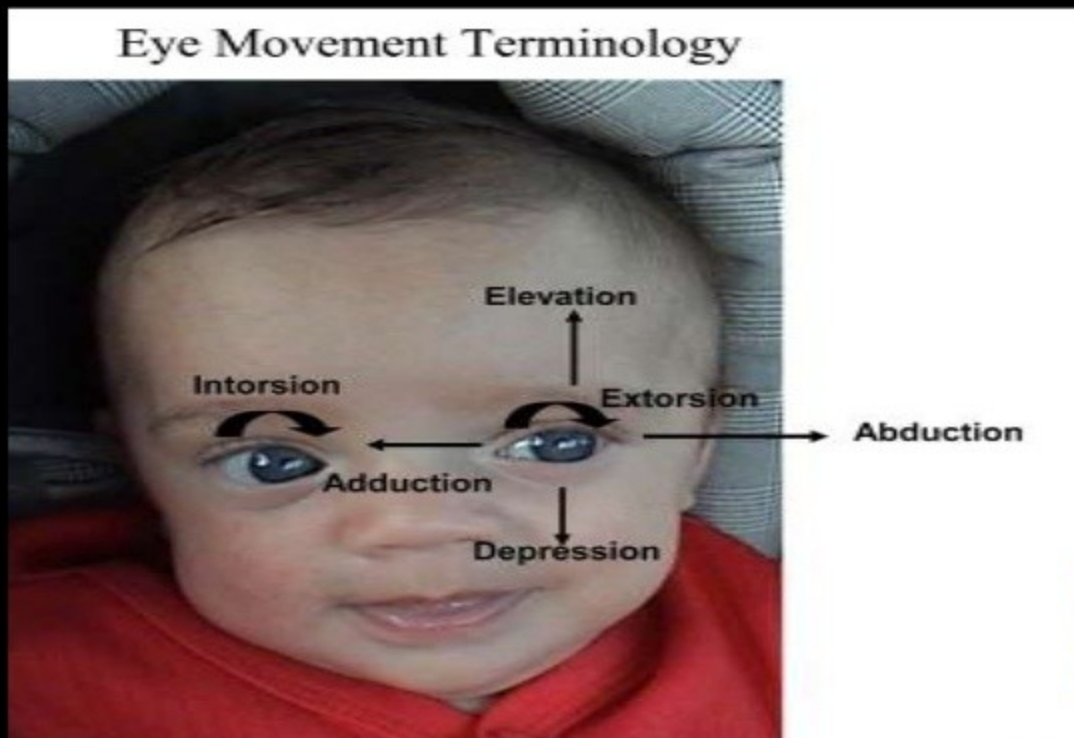 Eye Movement Terminology
Elevation
Intorsion
Extorsion
Abduction
Adduction
Depression